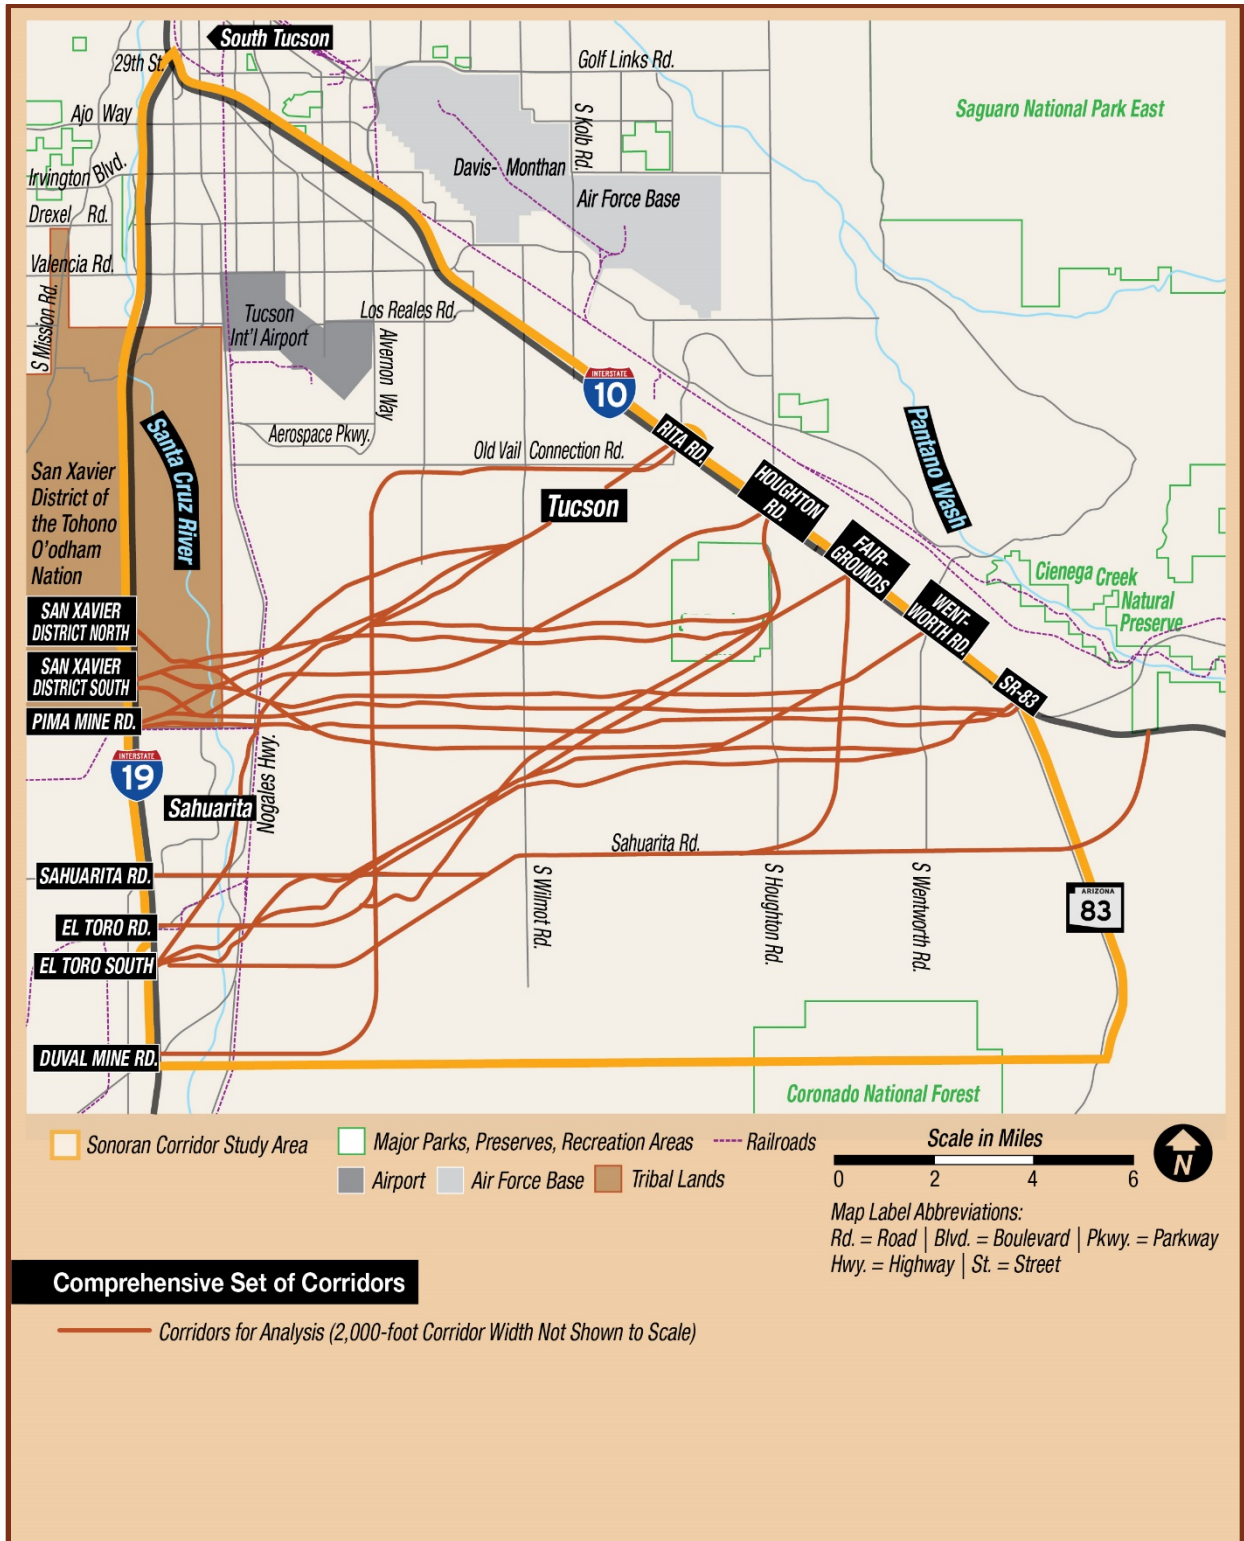 South Tucson
29th St.
Golf Links Rd.
Ajo Way
S Kolb Rd.
Saguaro National Park East
Irvington Blvd.
Davis- Monthan
Air Force Base
Drexel Rd.
Valencia Rd.
S Mission Rd.
Tucson
Int'l Airport
Los Reales Rd.
Alvernon Way
INTERSTATE
10
Aerospace Pkwy.
Old Vail Connection Rd.
RITA RD.
Santa Cruz River
Pantano Wash
San Xavier
District of
the Tohono
O'odham
Nation
Tucson
HOUGHTON
RD.
FAIR-
GROUNDS
WENT-
WORTH RD.
Cienega Creek
Natural
Preserve
SAN XAVIER
DISTRICT NORTH
SAN XAVIER
DISTRICT SOUTH
SR-83
PIMA MINE RD.
INTERSTATE
19
Nogales Hwy.
Sahuarita
Sahuarita Rd.
SAHUARITA RD.
S Wilmot Rd.
S Houghton Rd.
S Wentworth Rd.
ARIZONA
83
EL TORO RD.
EL TORO SOUTH
DUVAL MINE RD.
Coronado National Forest
Sonoran Corridor Study Area
Major Parks, Preserves, Recreation Areas
Railroads
Airport
Air Force Base
Tribal Lands
Scale in Miles
0 2 4 6
N
Map Label Abbreviations:
Rd. = Road | Blvd. = Boulevard | Pkwy. = Parkway
Hwy. = Highway | St. = Street
Comprehensive Set of Corridors
Corridors for Analysis (2,000-foot Corridor Width Not Shown to Scale)